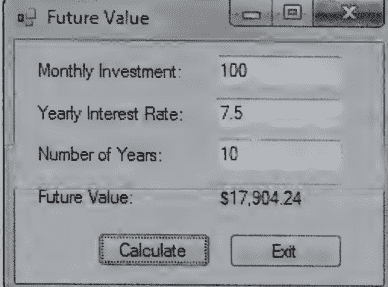 Future Value
Monthly Investment: 100
Yearly Interest Rate: 7.5
Number of Years: 10
Future Value: $17,904.24
Calculate Exit